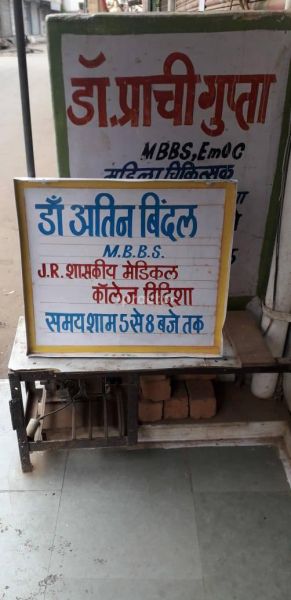 डॉ. प्राची गुप्ता
MBBS, EmOC
महिला चिकित्सक
डॉं अतिन बिंदल
M.B.B.S.
J.R. शासकीय मेडिकल
कॉलेज विदिशा
समय शाम 5 से 8 बजे तक